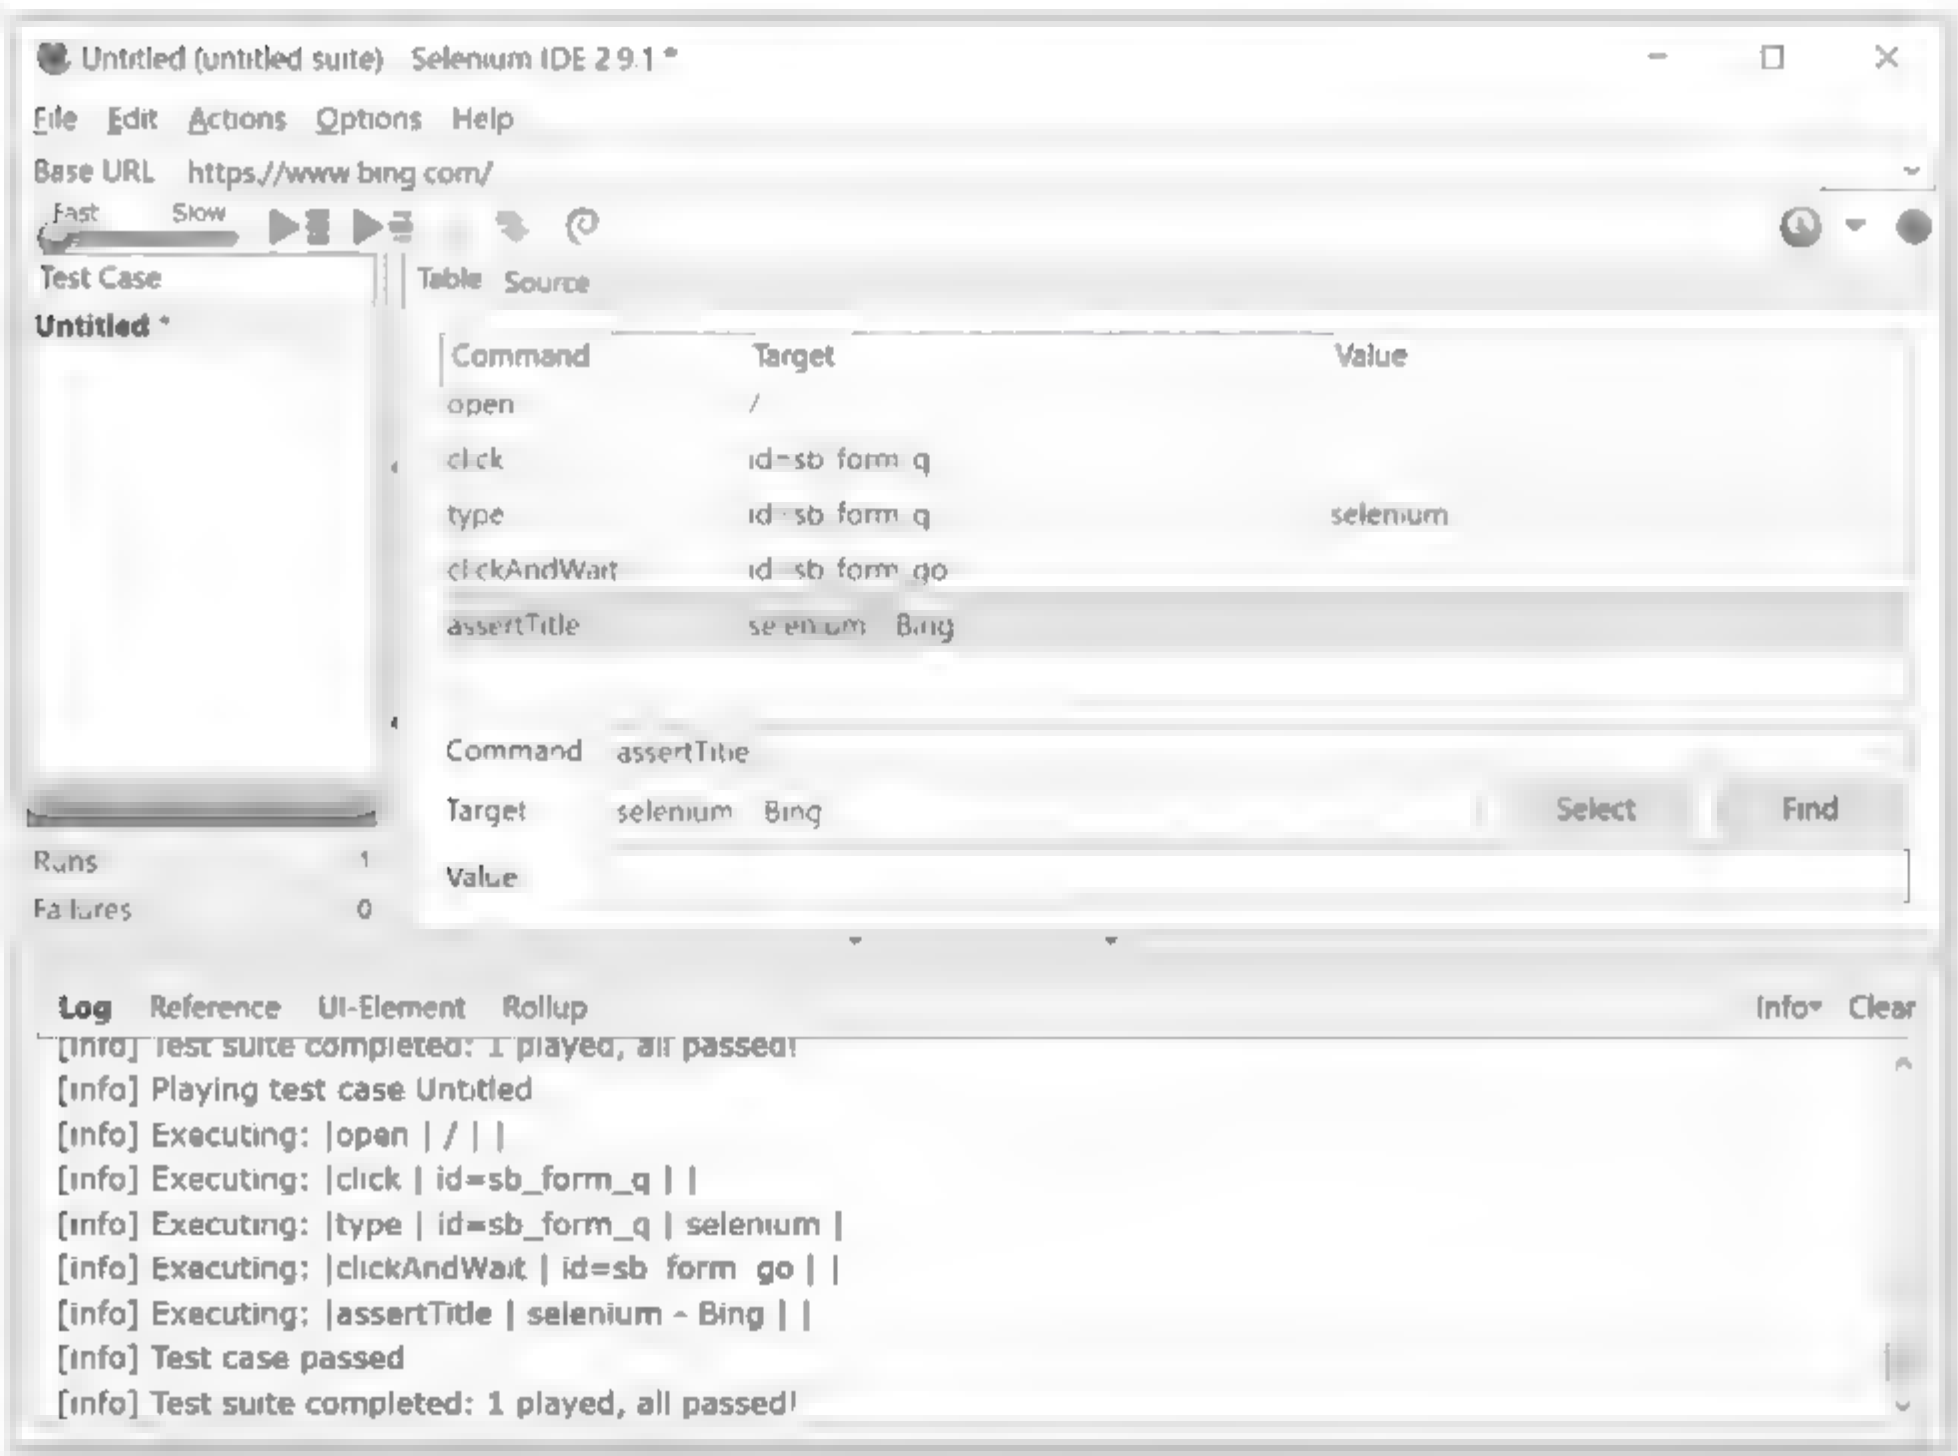 Untitled (untitled suite) Selenium IDE 2.9.1 *
File Edit Actions Options Help
Base URL https://www.bing.com/
Fast Slow
Test Case
Table Source
Untitled *
Command Target Value
open /
click id=sb_form_q
type id=sb_form_q selenium
clickAndWait id=sb_form_go
assertTitle selenium - Bing
Command assertTitle
Target selenium - Bing Select Find
Value
Runs 1
Failures 0
Log Reference UI-Element Rollup Info Clear
[info] Test suite completed: 1 played, all passed!
[info] Playing test case Untitled
[info] Executing: |open | / | |
[info] Executing: |click | id=sb_form_q | |
[info] Executing: |type | id=sb_form_q | selenium |
[info] Executing: |clickAndWait | id=sb_form_go | |
[info] Executing: |assertTitle | selenium - Bing | |
[info] Test case passed
[info] Test suite completed: 1 played, all passed!